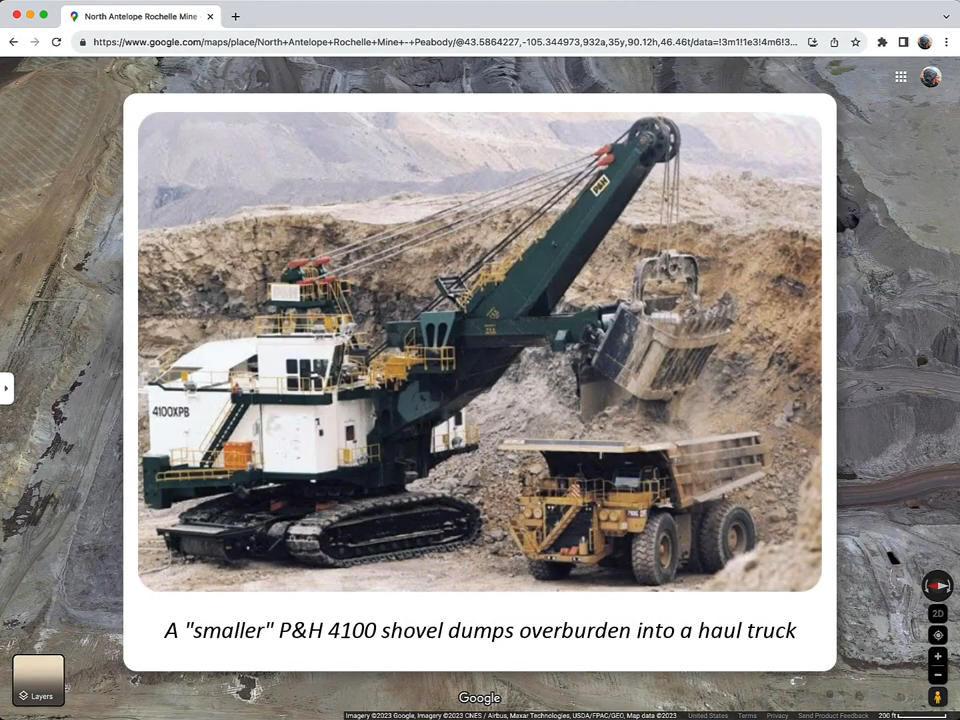 North Antelope Rochelle Mine
https://www.google.com/maps/place/North+Antelope+Rochelle+Mine+-+Peabody/@43.5864227,-105.344973,932a,35y,90.12h,46.46t/data=!3m1!1e3!4m6!3...
P&H
4100XPB
A "smaller" P&H 4100 shovel dumps overburden into a haul truck
2D
Layers
Google
Imagery ©2023 Google, Imagery ©2023 CNES / Airbus, Maxar Technologies, USDA/FPAC/GEO, Map data ©2023 United States Terms Privacy Send Product Feedback 200 ft